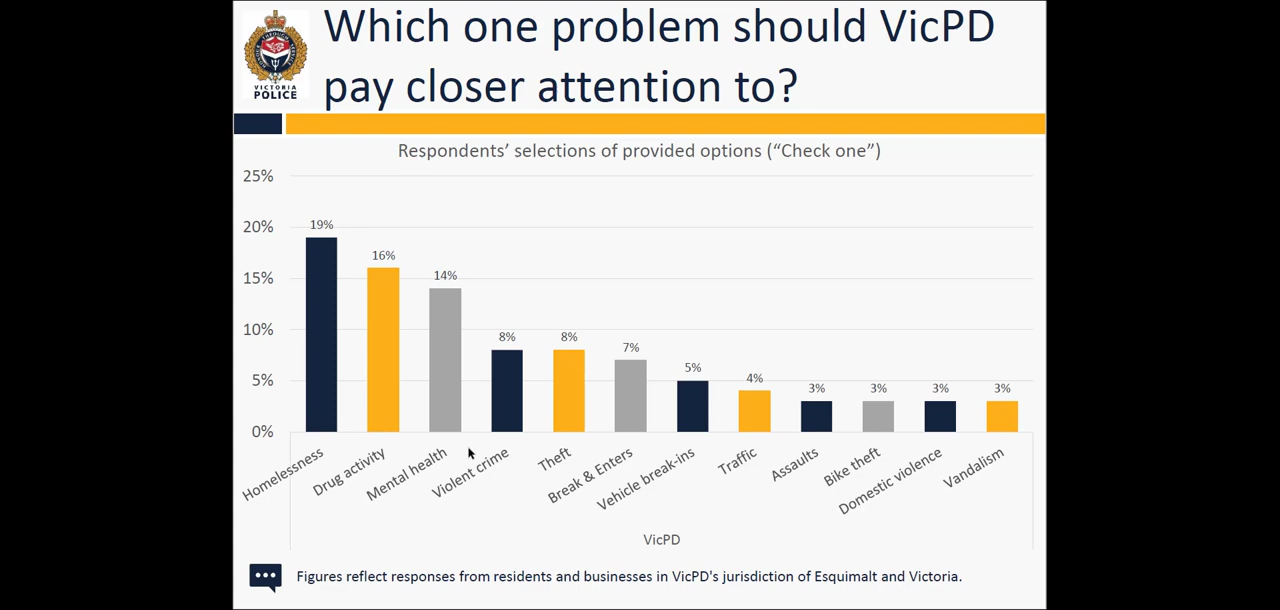 Which one problem should VicPD
pay closer attention to?
VICTORIA
POLICE
Respondents’ selections of provided options (“Check one”)
25%
20%
15%
10%
5%
0%
19%
16%
14%
8%
8%
7%
5%
4%
3%
3%
3%
3%
Homelessness
Drug activity
Mental health
Violent crime
Theft
Break & Enters
Vehicle break-ins
Traffic
Assaults
Bike theft
Domestic violence
Vandalism
VicPD
Figures reflect responses from residents and businesses in VicPD's jurisdiction of Esquimalt and Victoria.